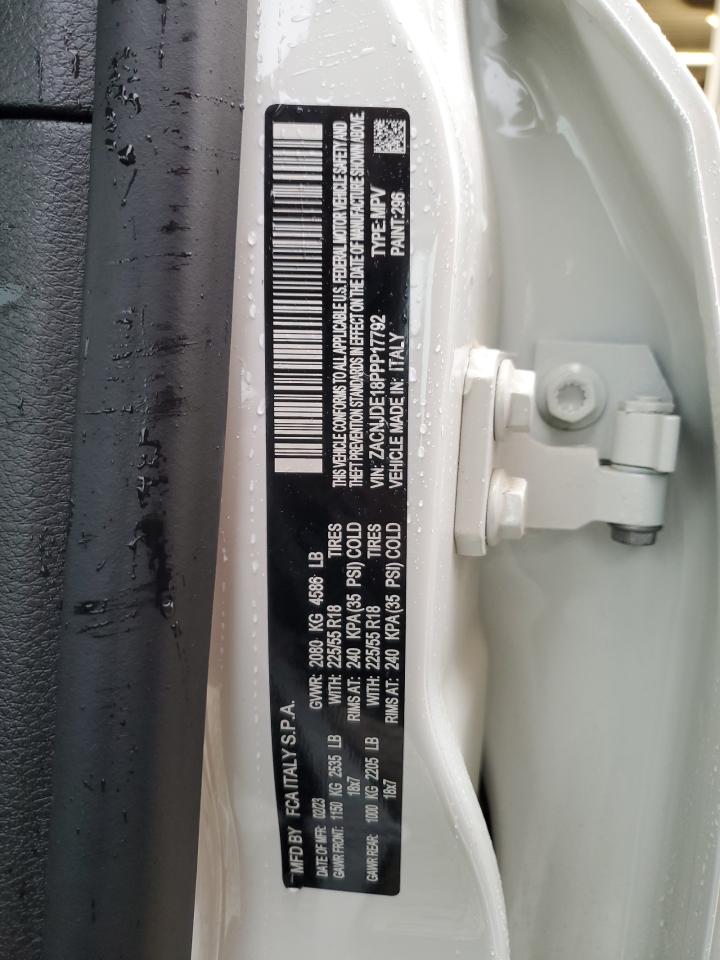 MFD BY FCA ITALY S.P.A.
DATE OF MFR: 02/23 GVWR: 2080 KG 4586 LB
GAWR FRONT: 1150 KG 2535 LB WITH: 225/55 R18 TIRES
18x7 RIMS AT: 240 KPA(35 PSI) COLD
GAWR REAR: 1000 KG 2205 LB WITH: 225/55 R18 TIRES
18x7 RIMS AT: 240 KPA(35 PSI) COLD
THIS VEHICLE CONFORMS TO ALL APPLICABLE U.S. FEDERAL MOTOR VEHICLE SAFETY AND
THEFT PREVENTION STANDARDS IN EFFECT ON THE DATE OF MANUFACTURE SHOWN ABOVE.
VIN: ZACNJDE18PPP17792 TYPE:MPV
VEHICLE MADE IN: ITALY PAINT:296